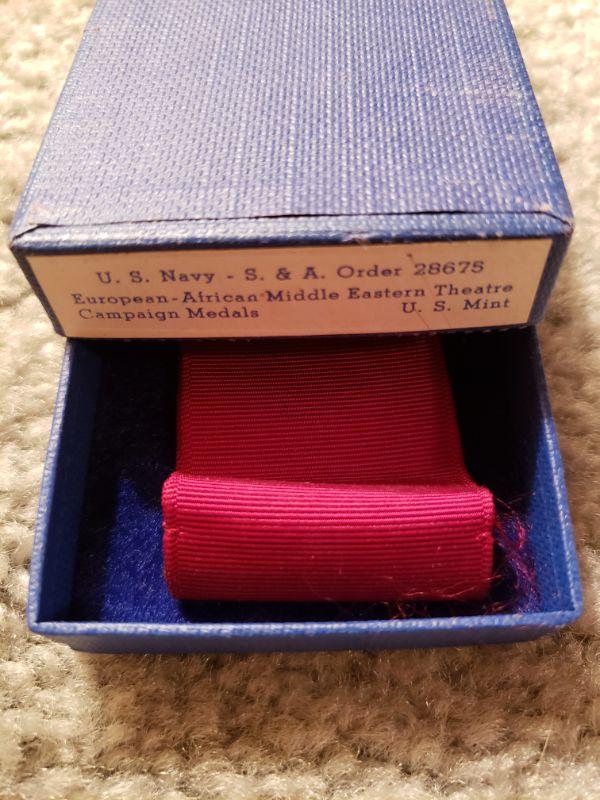 U. S. Navy - S. & A. Order 28675
European-African Middle Eastern Theatre
Campaign Medals U. S. Mint